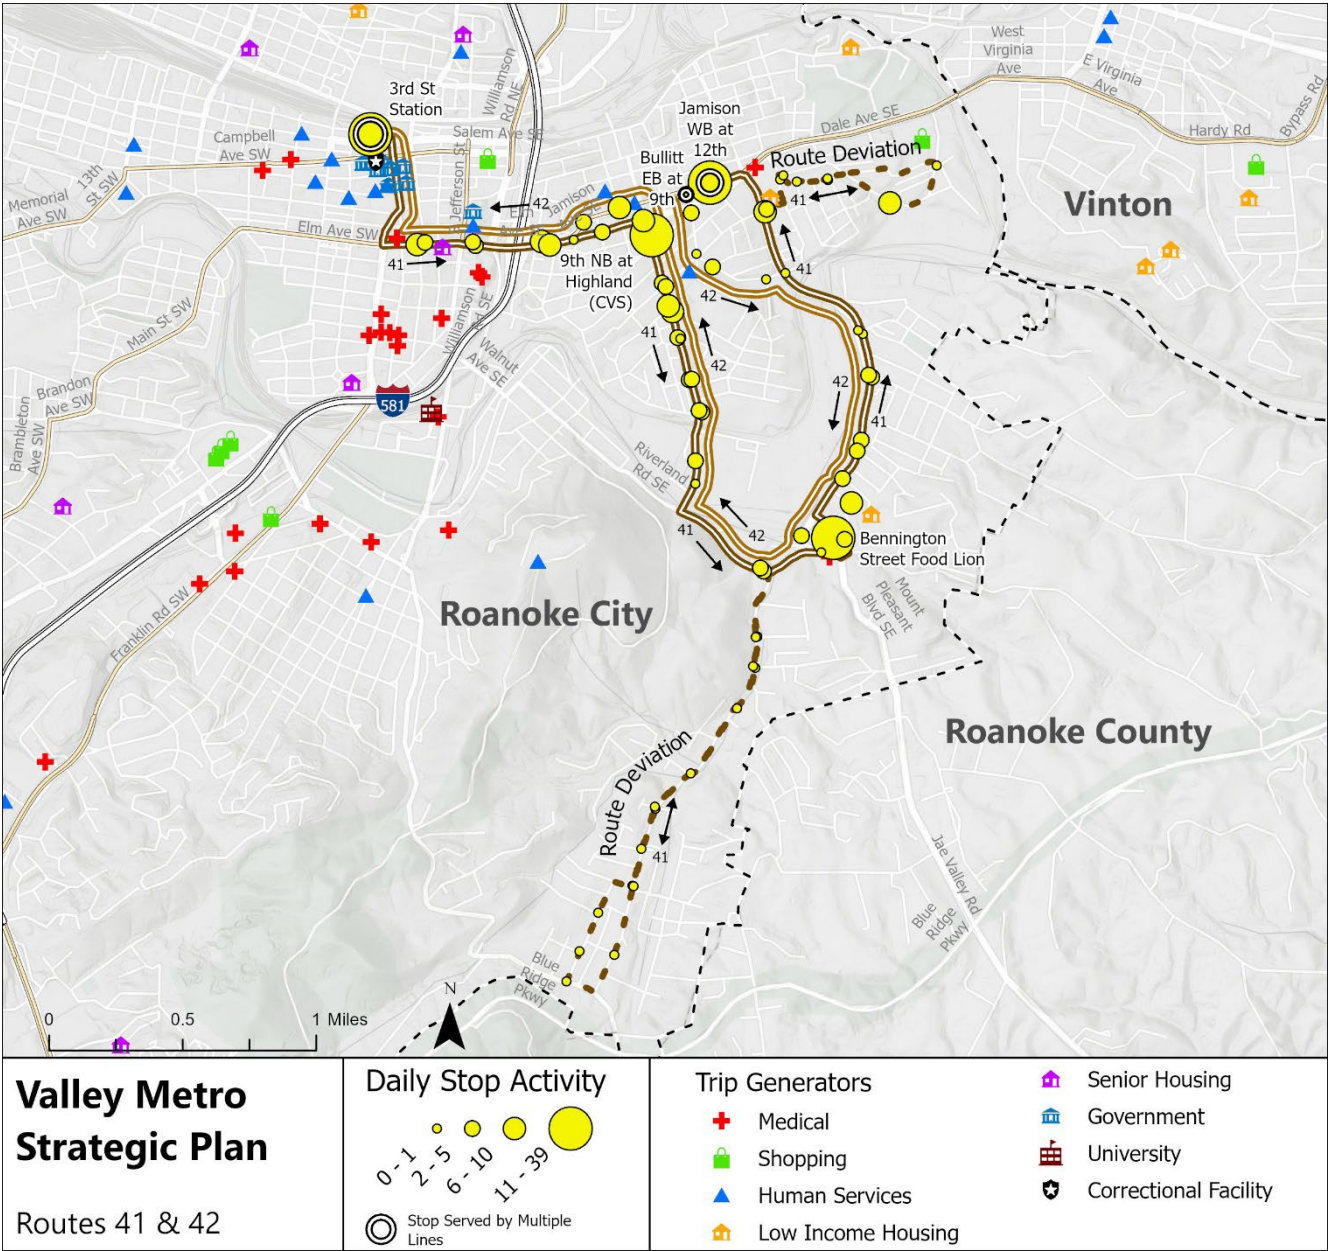 3rd St
Station
Campbell
Ave SW
Memorial
Ave SW
13th
St SW
Elm Ave SW
Williamson
Rd NE
Salem Ave SE
Jefferson St
Elm
Jamison
Ave SE
42
41
Bullitt
EB at
9th
Jamison
WB at
12th
Dale Ave SE
West
Virginia
Ave
E Virginia
Ave
Hardy Rd
Bypass Rd
Route Deviation
41
Vinton
9th NB at
Highland
(CVS)
42
41
41
42
42
41
Main St SW
Brandon
Ave SW
Brambleton
Ave SW
Williamson
Rd SE
Walnut
Ave SE
581
Riverland
Rd SE
41
42
Bennington
Street Food Lion
Mount
Pleasant
Blvd SE
Franklin Rd SW
Roanoke City
Roanoke County
Route Deviation
41
Jae Valley Rd
Blue
Ridge
Pkwy
Blue
Ridge
Pkwy
N
0 0.5 1 Miles
Valley Metro
Strategic Plan
Routes 41 & 42
Daily Stop Activity
0 - 1
2 - 5
6 - 10
11 - 39
Stop Served by Multiple
Lines
Trip Generators
Medical
Shopping
Human Services
Low Income Housing
Senior Housing
Government
University
Correctional Facility